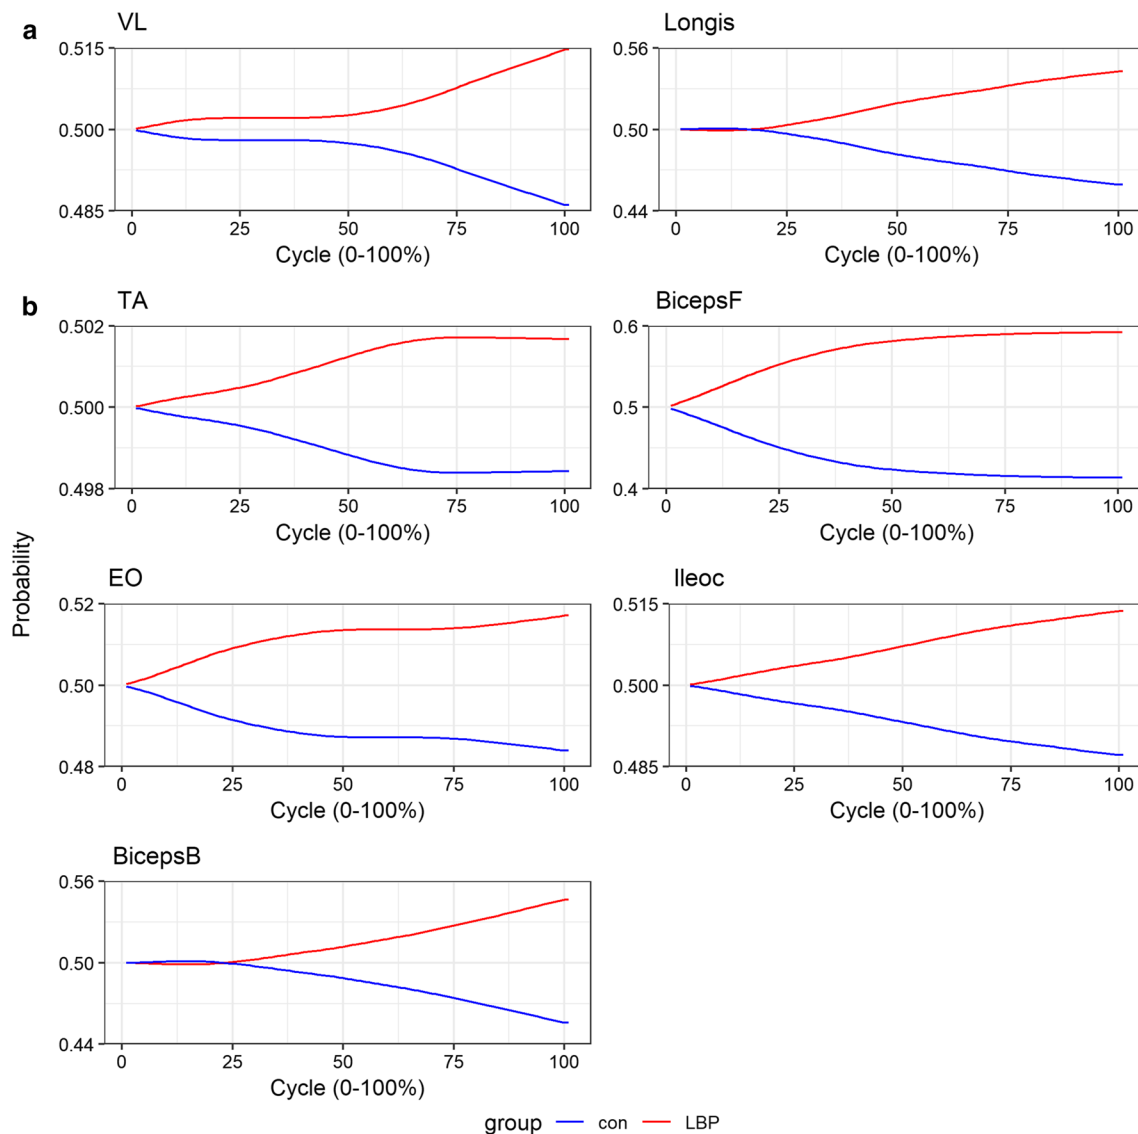 a
VL
0.515
0.500
0.485
0 25 50 75 100
Cycle (0-100%)
Longis
0.56
0.50
0.44
0 25 50 75 100
Cycle (0-100%)
b
TA
0.502
0.500
0.498
0 25 50 75 100
Cycle (0-100%)
BicepsF
0.6
0.5
0.4
0 25 50 75 100
Cycle (0-100%)
Probability
EO
0.52
0.50
0.48
0 25 50 75 100
Cycle (0-100%)
Ileoc
0.515
0.500
0.485
0 25 50 75 100
Cycle (0-100%)
BicepsB
0.56
0.50
0.44
0 25 50 75 100
Cycle (0-100%)
group con LBP